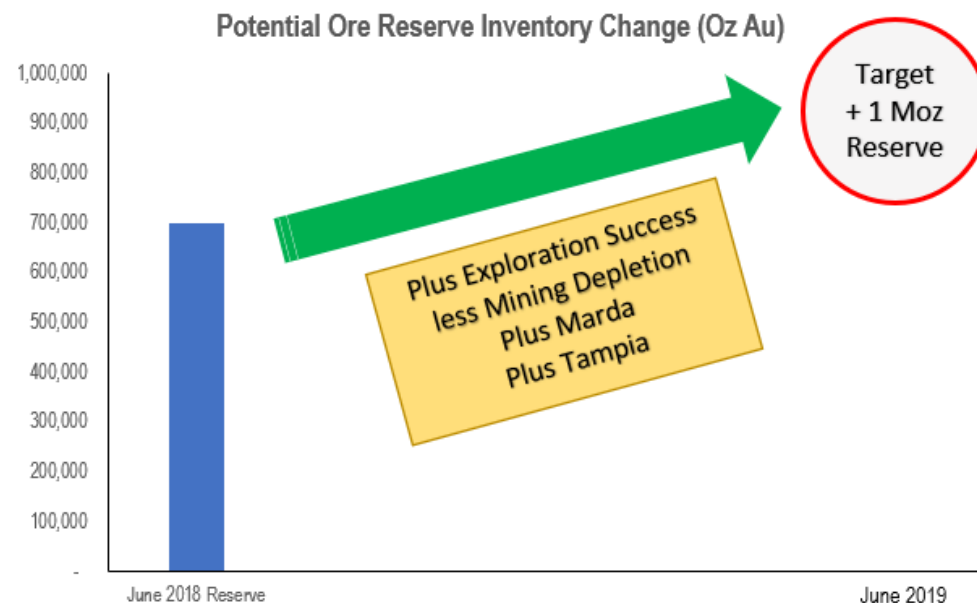 Potential Ore Reserve Inventory Change (Oz Au)
1,000,000
900,000
800,000
700,000
600,000
500,000
400,000
300,000
200,000
100,000
-
Target
+ 1 Moz
Reserve
Plus Exploration Success
less Mining Depletion
Plus Marda
Plus Tampia
June 2018 Reserve
June 2019